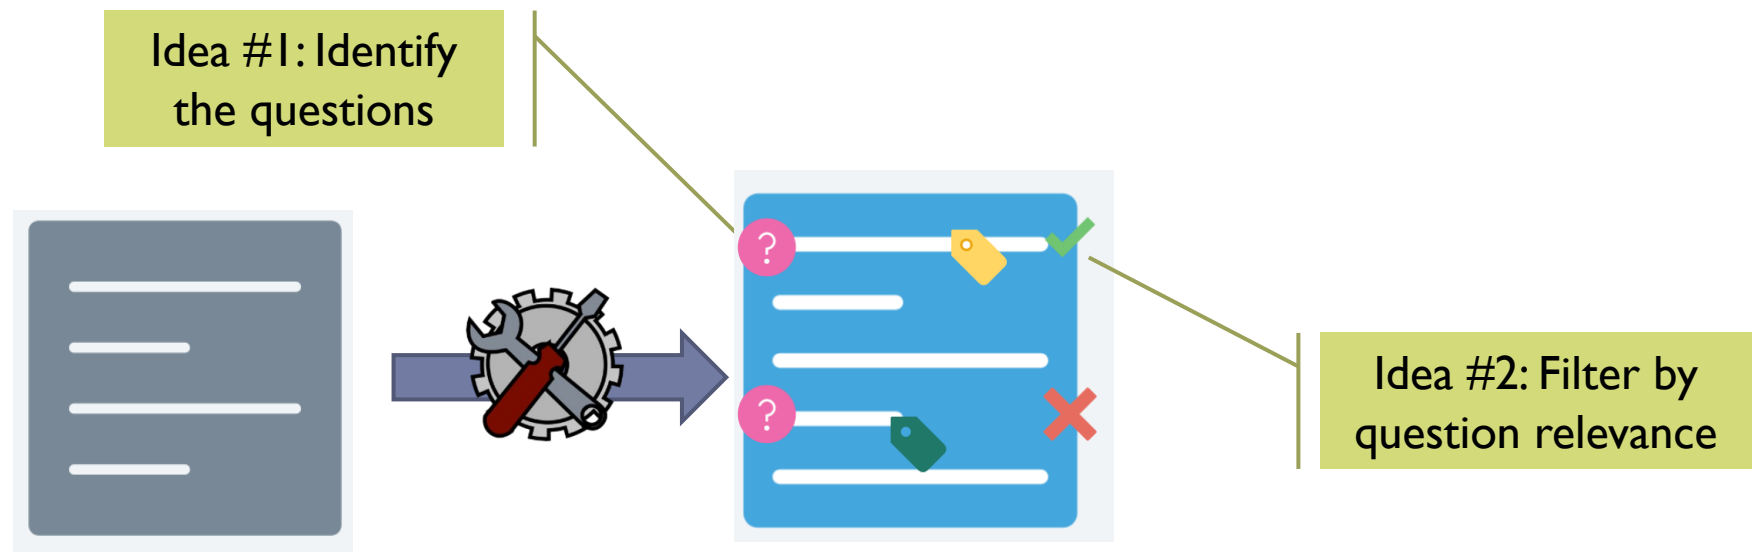 Idea #1: Identify
the questions
?
?
Idea #2: Filter by
question relevance